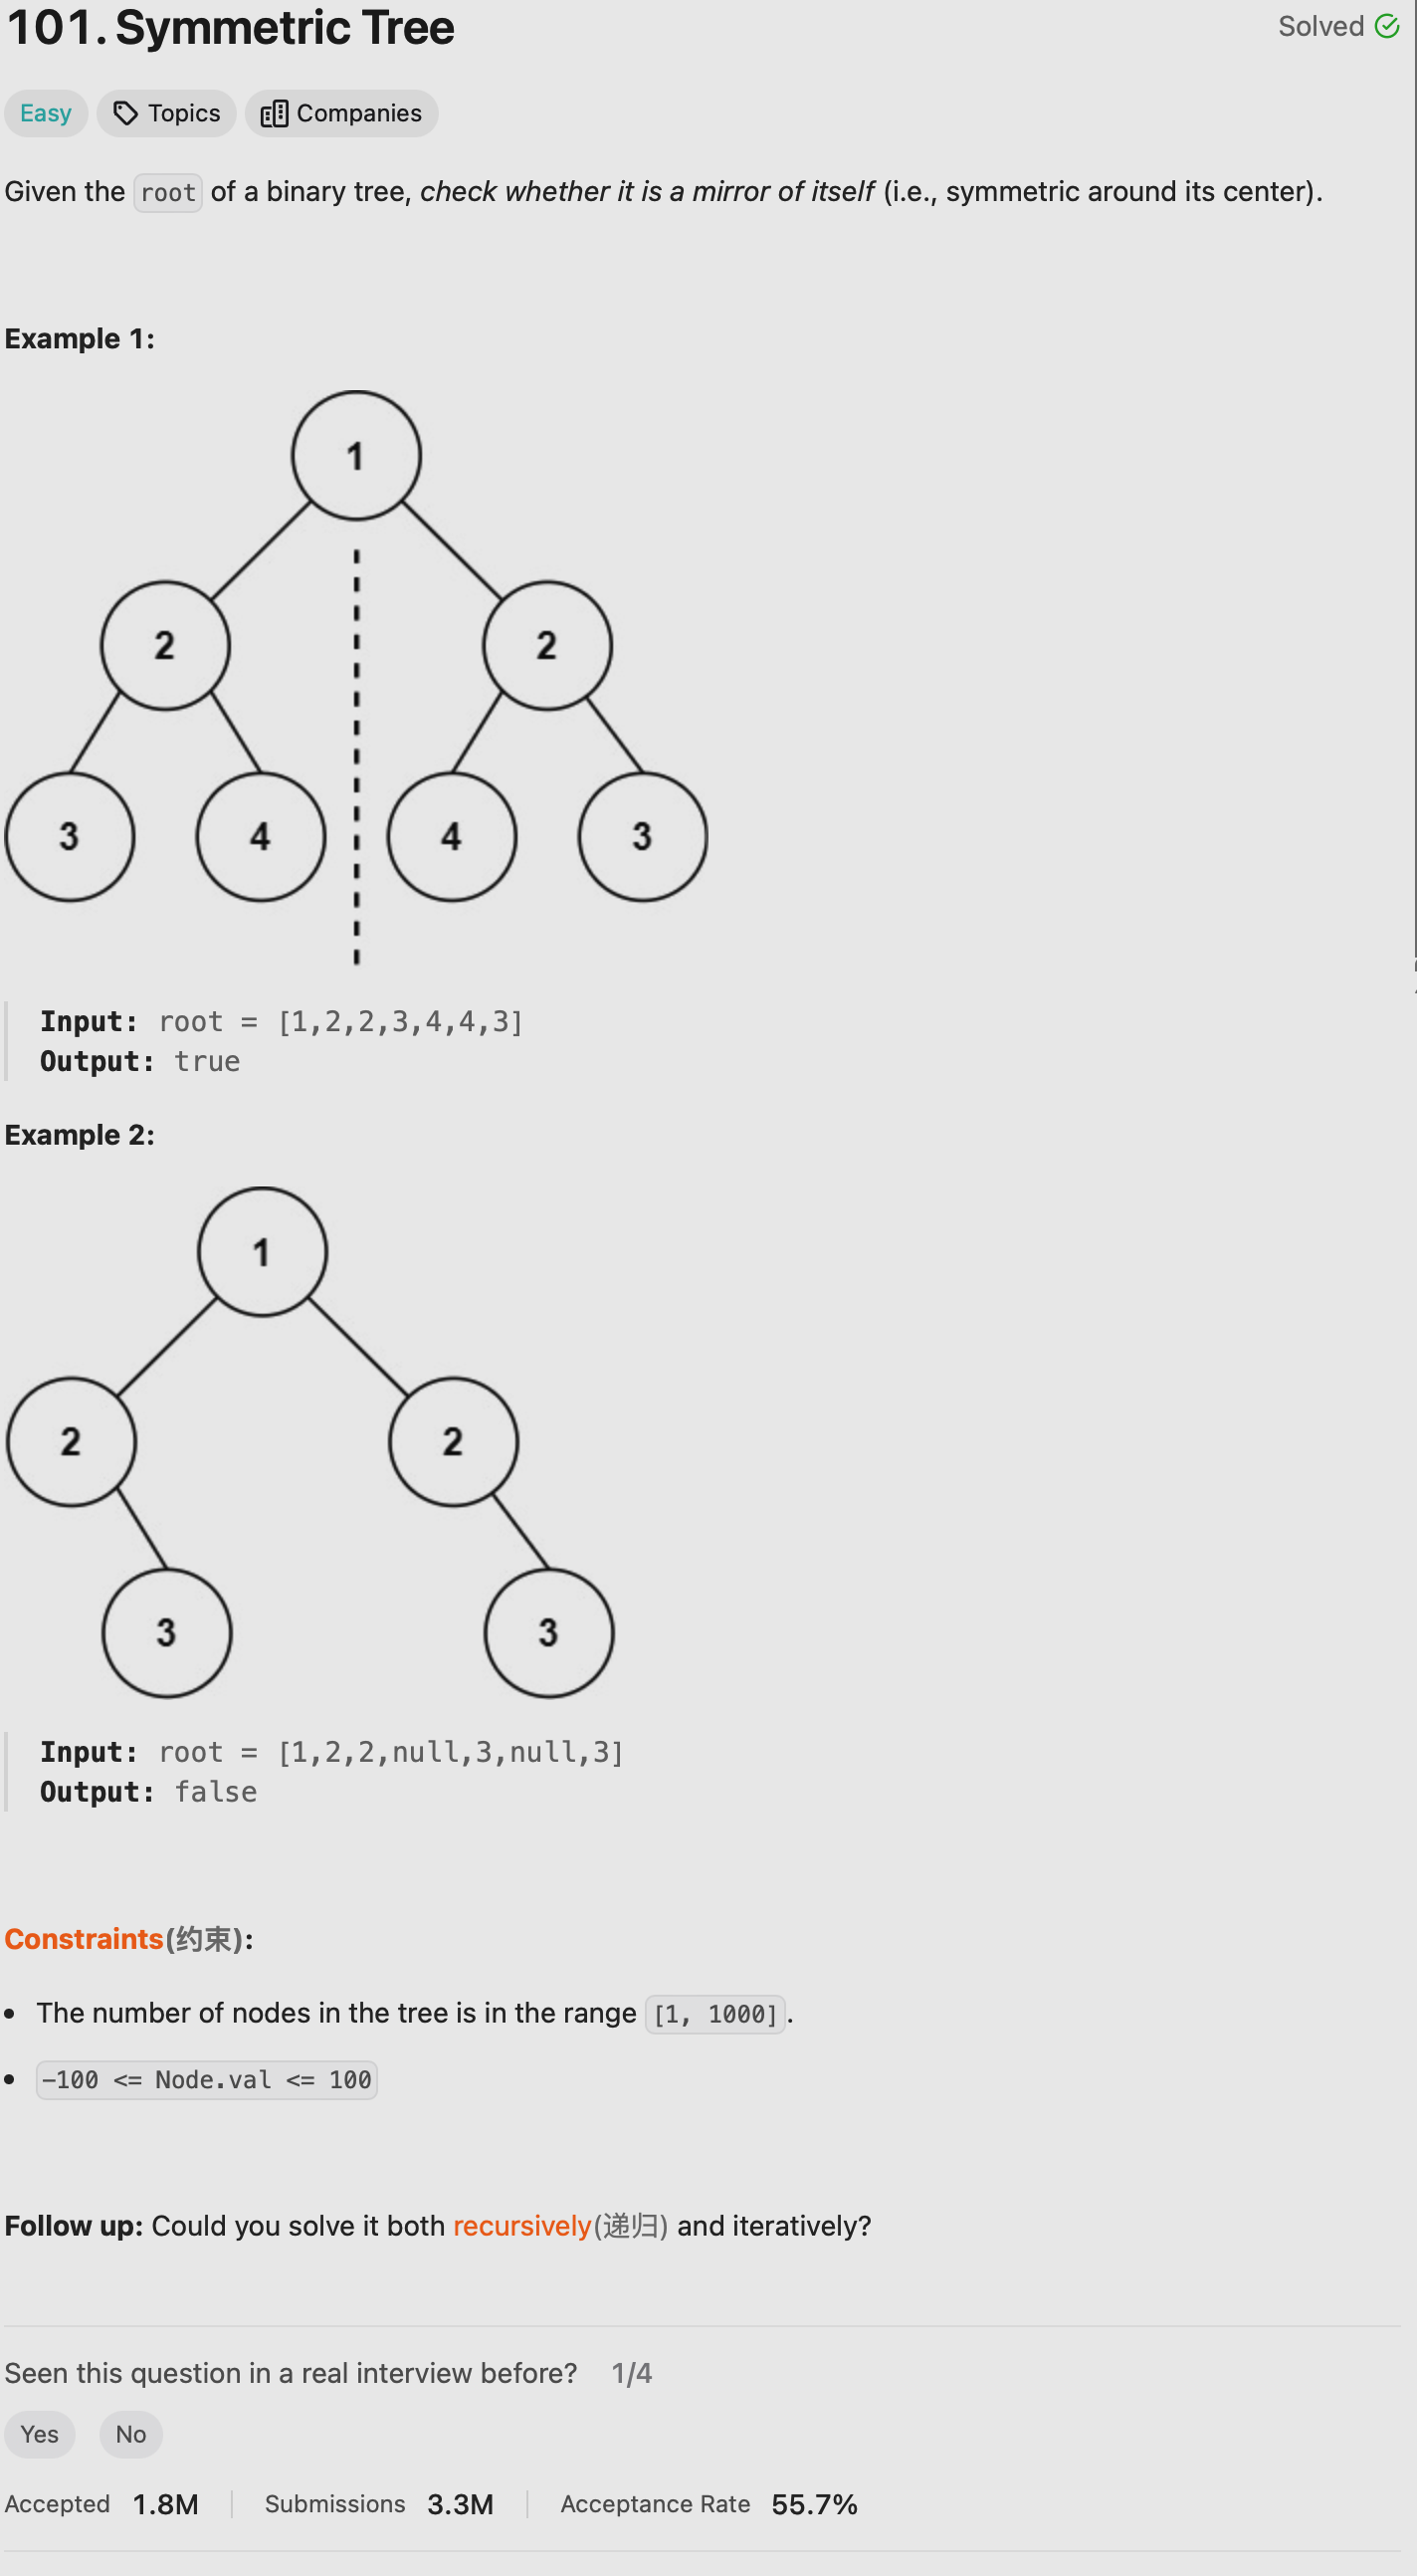 101. Symmetric Tree
Solved
Easy
Topics
Companies
Given the root of a binary tree, check whether it is a mirror of itself (i.e., symmetric around its center).
Example 1:
1
2 2
3 4 4 3
Input: root = [1,2,2,3,4,4,3]
Output: true
Example 2:
1
2 2
3 3
Input: root = [1,2,2,null,3,null,3]
Output: false
Constraints(约束):
• The number of nodes in the tree is in the range [1, 1000].
• -100 <= Node.val <= 100
Follow up: Could you solve it both recursively(递归) and iteratively?
Seen this question in a real interview before? 1/4
Yes No
Accepted 1.8M | Submissions 3.3M | Acceptance Rate 55.7%